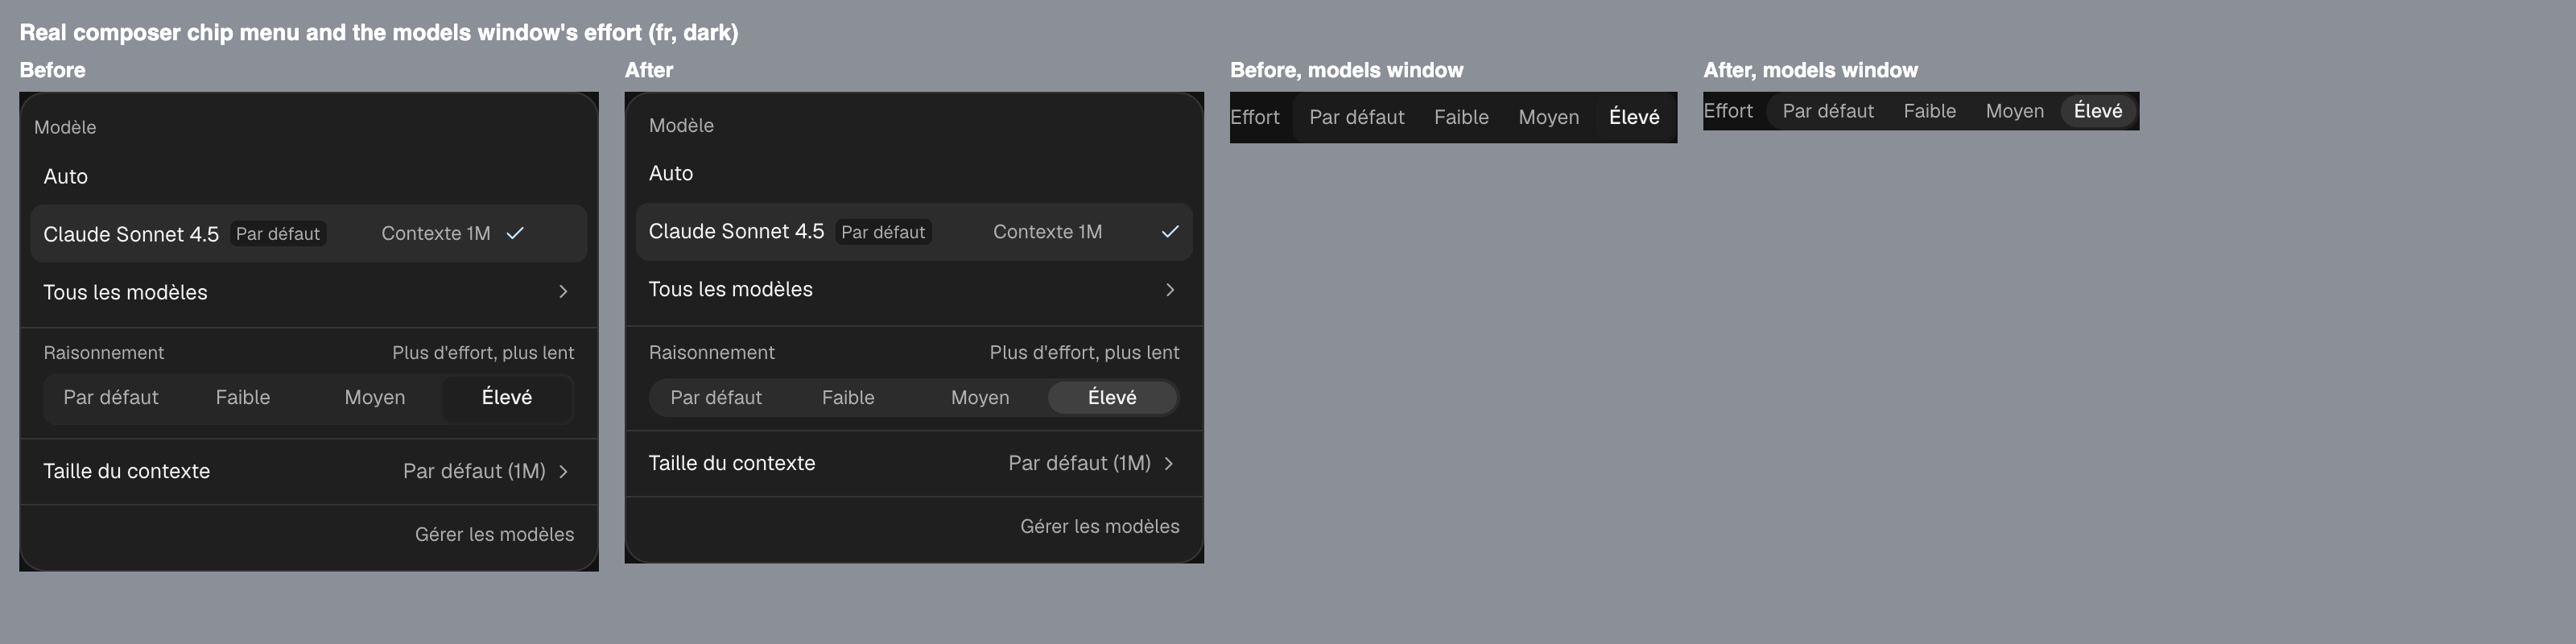 Real composer chip menu and the models window's effort (fr, dark)
Before
Modèle
Auto
Claude Sonnet 4.5 Par défaut Contexte 1M
Tous les modèles
Raisonnement Plus d'effort, plus lent
Par défaut Faible Moyen Élevé
Taille du contexte Par défaut (1M)
Gérer les modèles
After
Modèle
Auto
Claude Sonnet 4.5 Par défaut Contexte 1M
Tous les modèles
Raisonnement Plus d'effort, plus lent
Par défaut Faible Moyen Élevé
Taille du contexte Par défaut (1M)
Gérer les modèles
Before, models window
Effort Par défaut Faible Moyen Élevé
After, models window
Effort Par défaut Faible Moyen Élevé